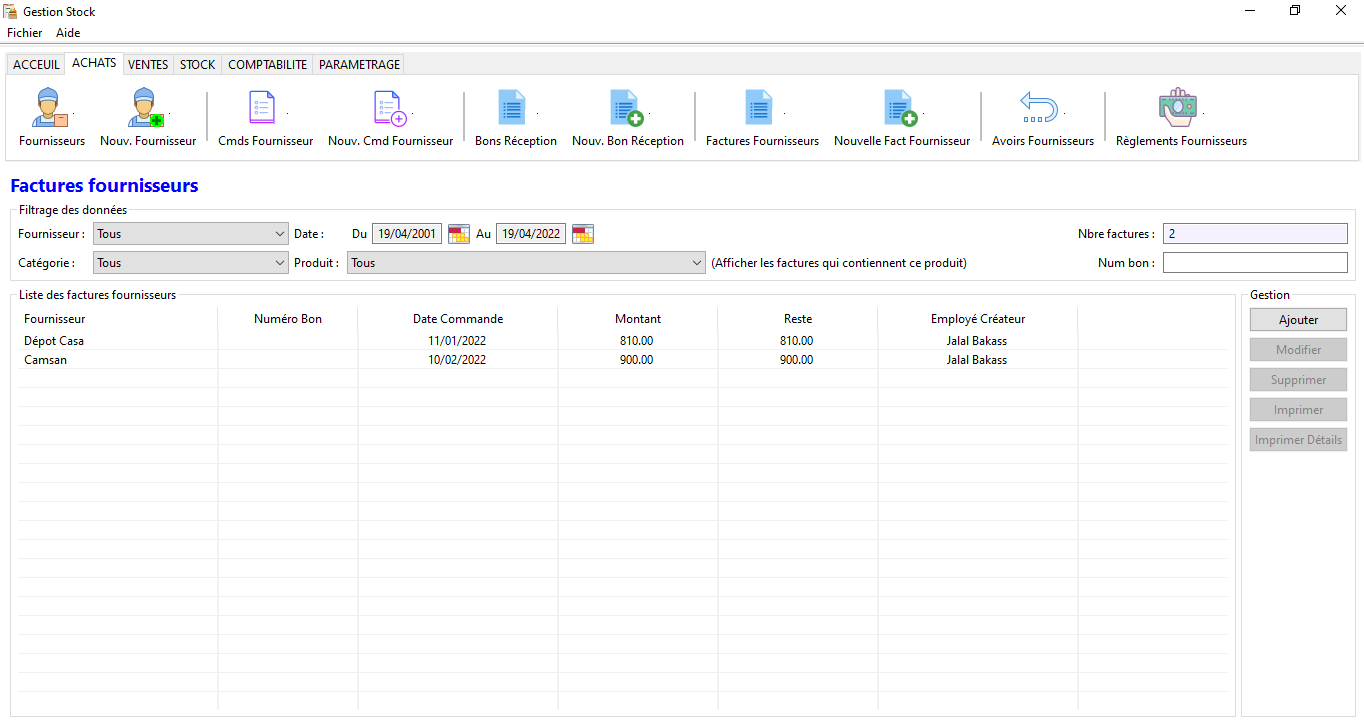 Gestion Stock
Fichier Aide
ACCEUIL ACHATS VENTES STOCK COMPTABILITE PARAMETRAGE
Fournisseurs Nouv. Fournisseur Cmds Fournisseur Nouv. Cmd Fournisseur Bons Réception Nouv. Bon Réception Factures Fournisseurs Nouvelle Fact Fournisseur Avoirs Fournisseurs Règlements Fournisseurs
Factures fournisseurs
Filtrage des données
Fournisseur : Tous Date : Du 19/04/2001 Au 19/04/2022 Nbre factures : 2
Catégorie : Tous Produit : Tous (Afficher les factures qui contiennent ce produit) Num bon :
Liste des factures fournisseurs Gestion
Fournisseur Numéro Bon Date Commande Montant Reste Employé Créateur Ajouter
Dépot Casa 11/01/2022 810.00 810.00 Jalal Bakass
Camsan 10/02/2022 900.00 900.00 Jalal Bakass
Modifier
Supprimer
Imprimer
Imprimer Détails